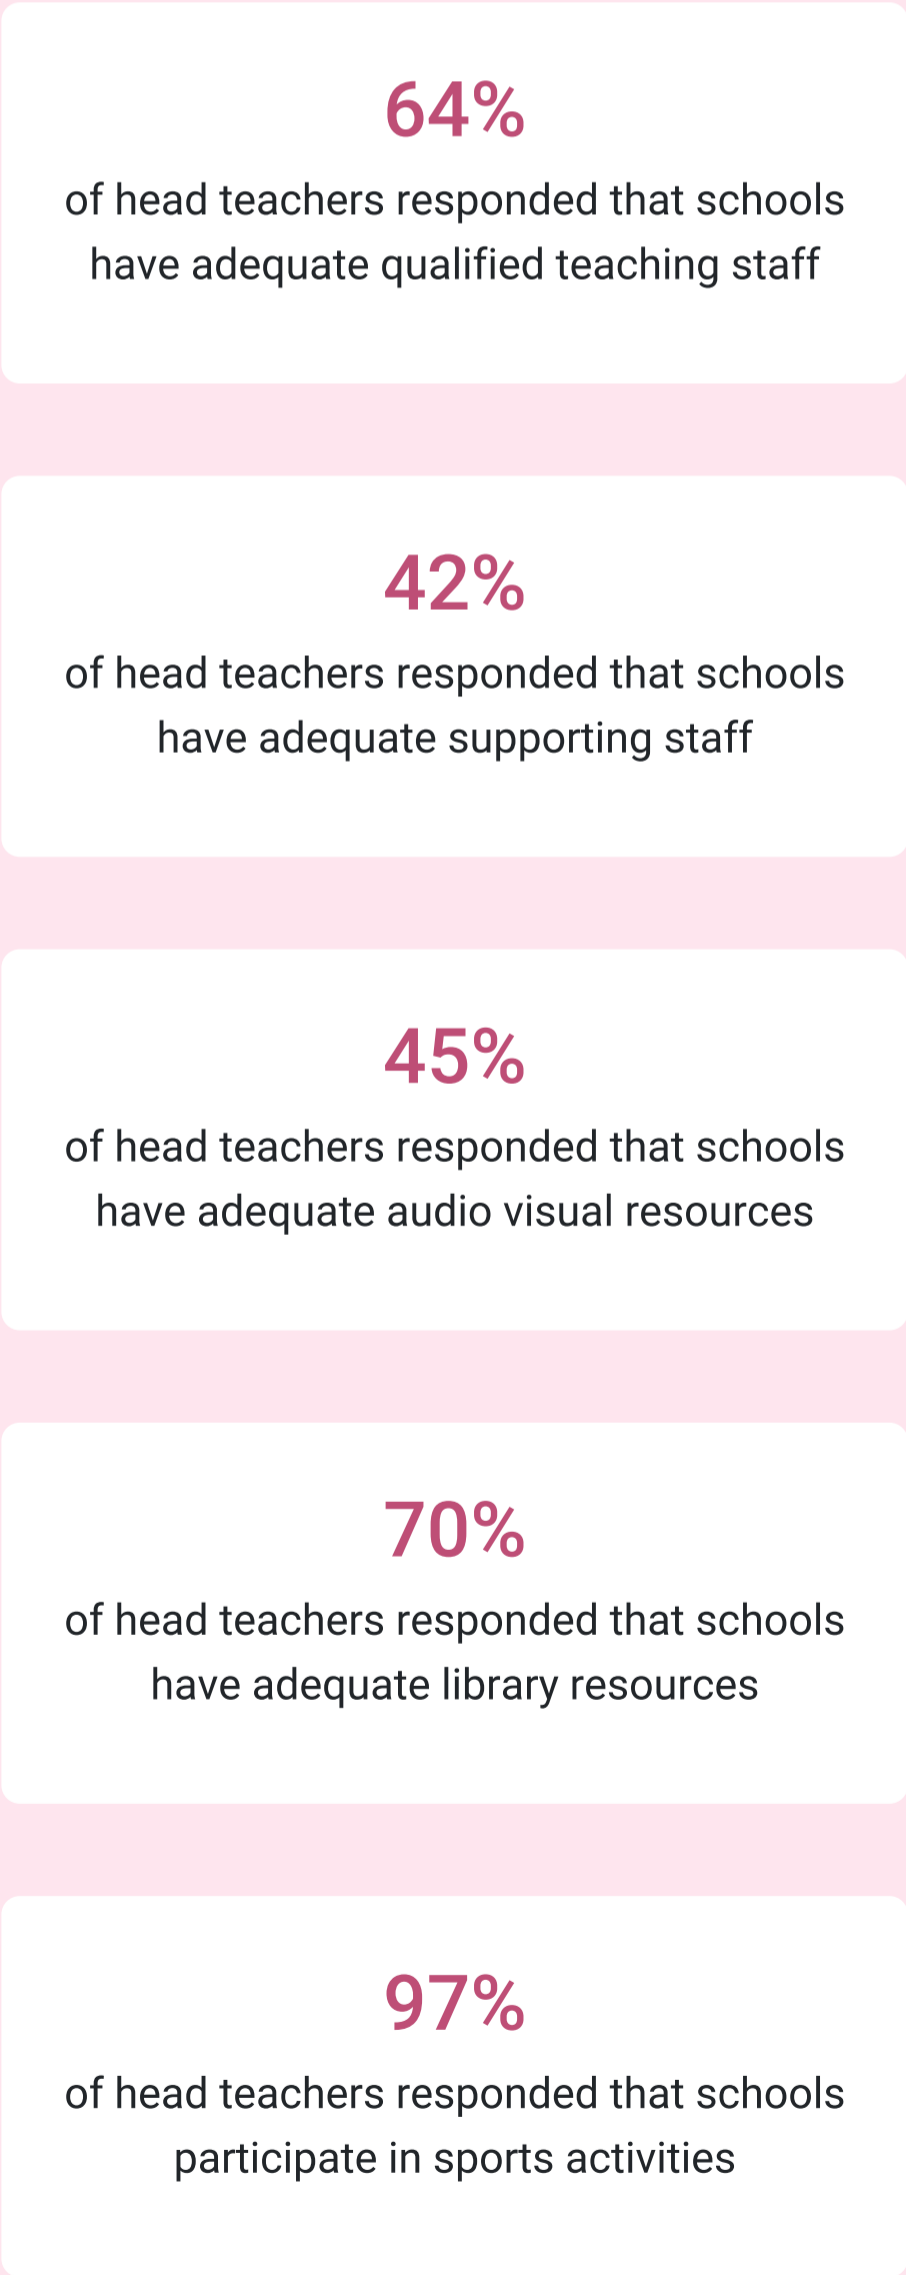 64%
of head teachers responded that schools
have adequate qualified teaching staff
42%
of head teachers responded that schools
have adequate supporting staff
45%
of head teachers responded that schools
have adequate audio visual resources
70%
of head teachers responded that schools
have adequate library resources
97%
of head teachers responded that schools
participate in sports activities